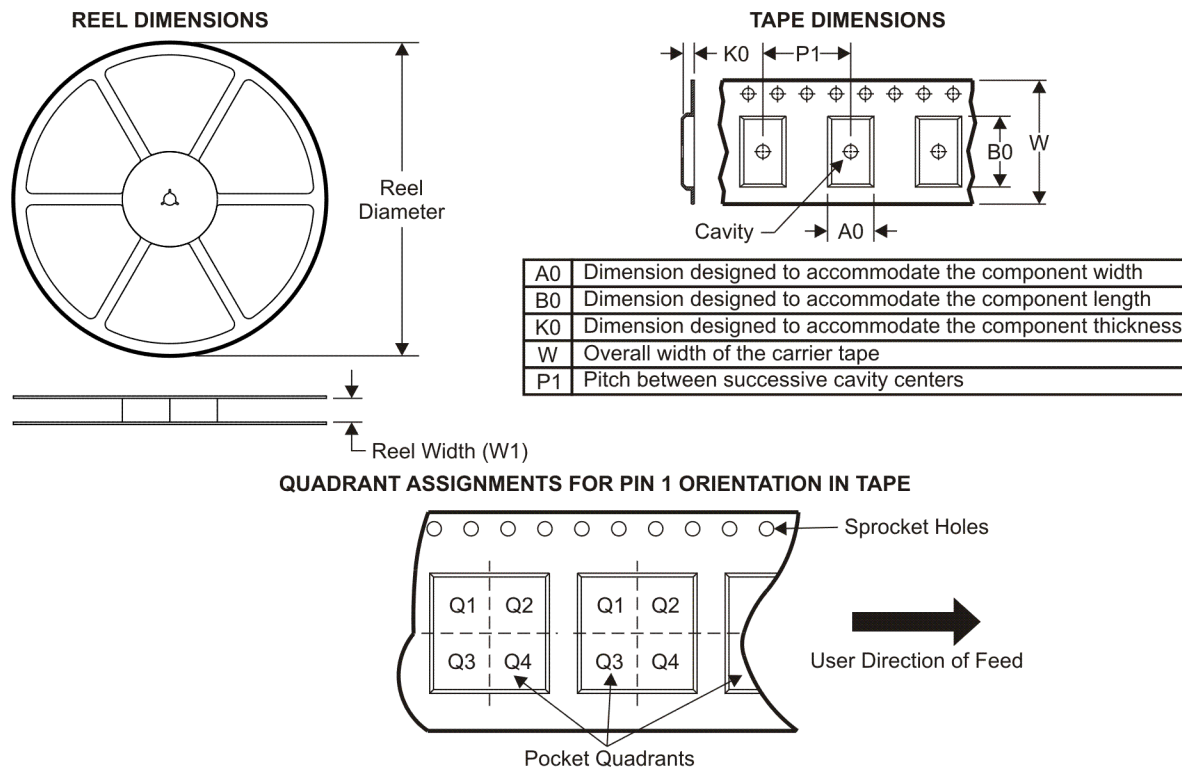 REEL DIMENSIONS
Reel
Diameter
Reel Width (W1)
TAPE DIMENSIONS
K0
P1
B0
W
Cavity
A0
A0 Dimension designed to accommodate the component width
B0 Dimension designed to accommodate the component length
K0 Dimension designed to accommodate the component thickness
W Overall width of the carrier tape
P1 Pitch between successive cavity centers
QUADRANT ASSIGNMENTS FOR PIN 1 ORIENTATION IN TAPE
Sprocket Holes
Q1 Q2 Q1 Q2
Q3 Q4 Q3 Q4
User Direction of Feed
Pocket Quadrants